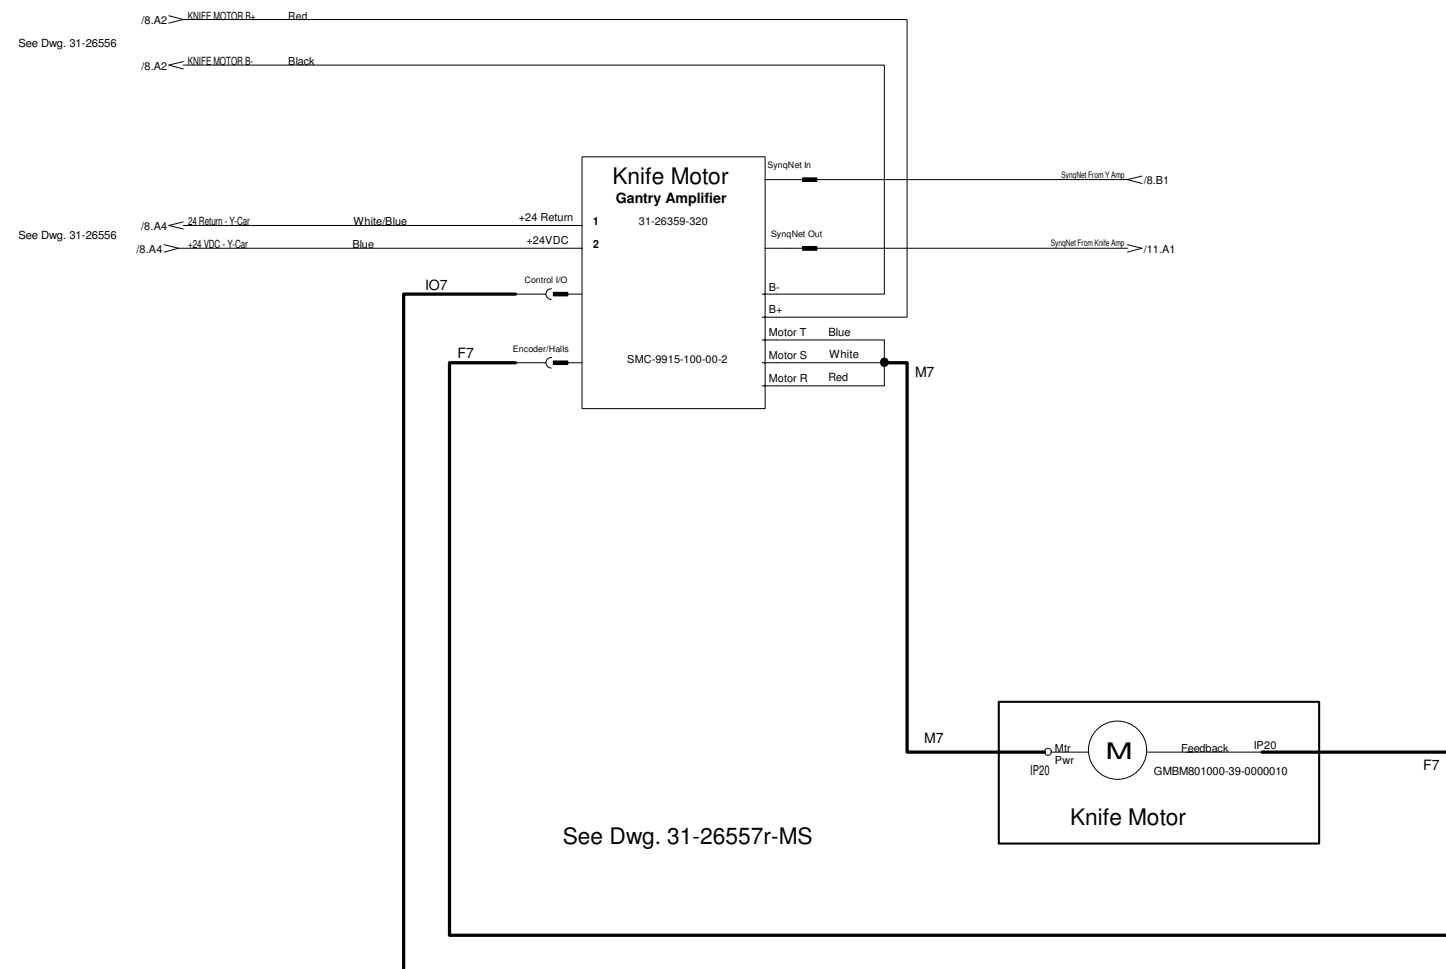 /8.A2 KNIFE MOTOR B+ Red
See Dwg. 31-26556
/8.A2 KNIFE MOTOR B- Black
Knife Motor
Gantry Amplifier
31-26359-320
SynqNet In
SynqNet From Y Amp /8.B1
/8.A4 24 Return - Y-Car White/Blue +24 Return 1
See Dwg. 31-26556
/8.A4 +24 VDC - Y-Car Blue +24VDC 2
SynqNet Out
SynqNet From Knife Amp /11.A1
IO7 Control I/O
B-
B+
Motor T Blue
F7 Encoder/Halls
SMC-9915-100-00-2
Motor S White
Motor R Red
M7
M7
Mtr
Pwr
IP20
M
Feedback IP20
GMBM801000-39-0000010
F7
Knife Motor
See Dwg. 31-26557r-MS